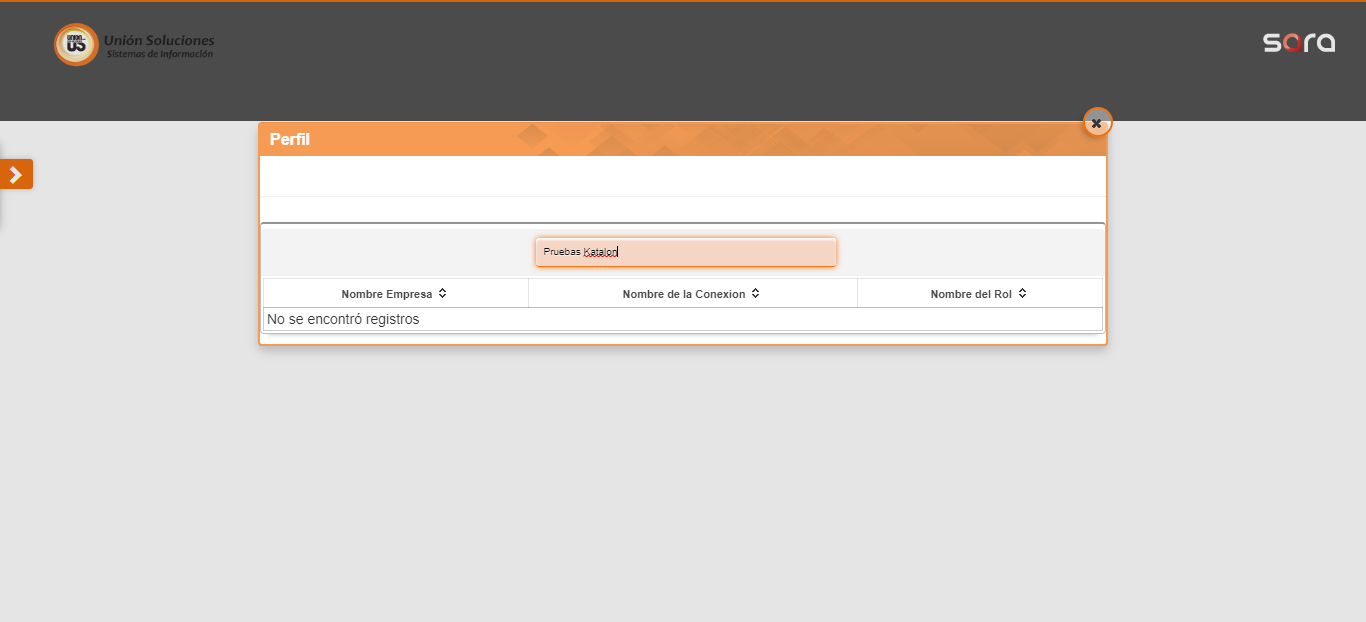 Unión
US
Unión Soluciones
Sistemas de Información
sara
Perfil
Pruebas Katalon
Nombre Empresa
Nombre de la Conexion
Nombre del Rol
No se encontró registros